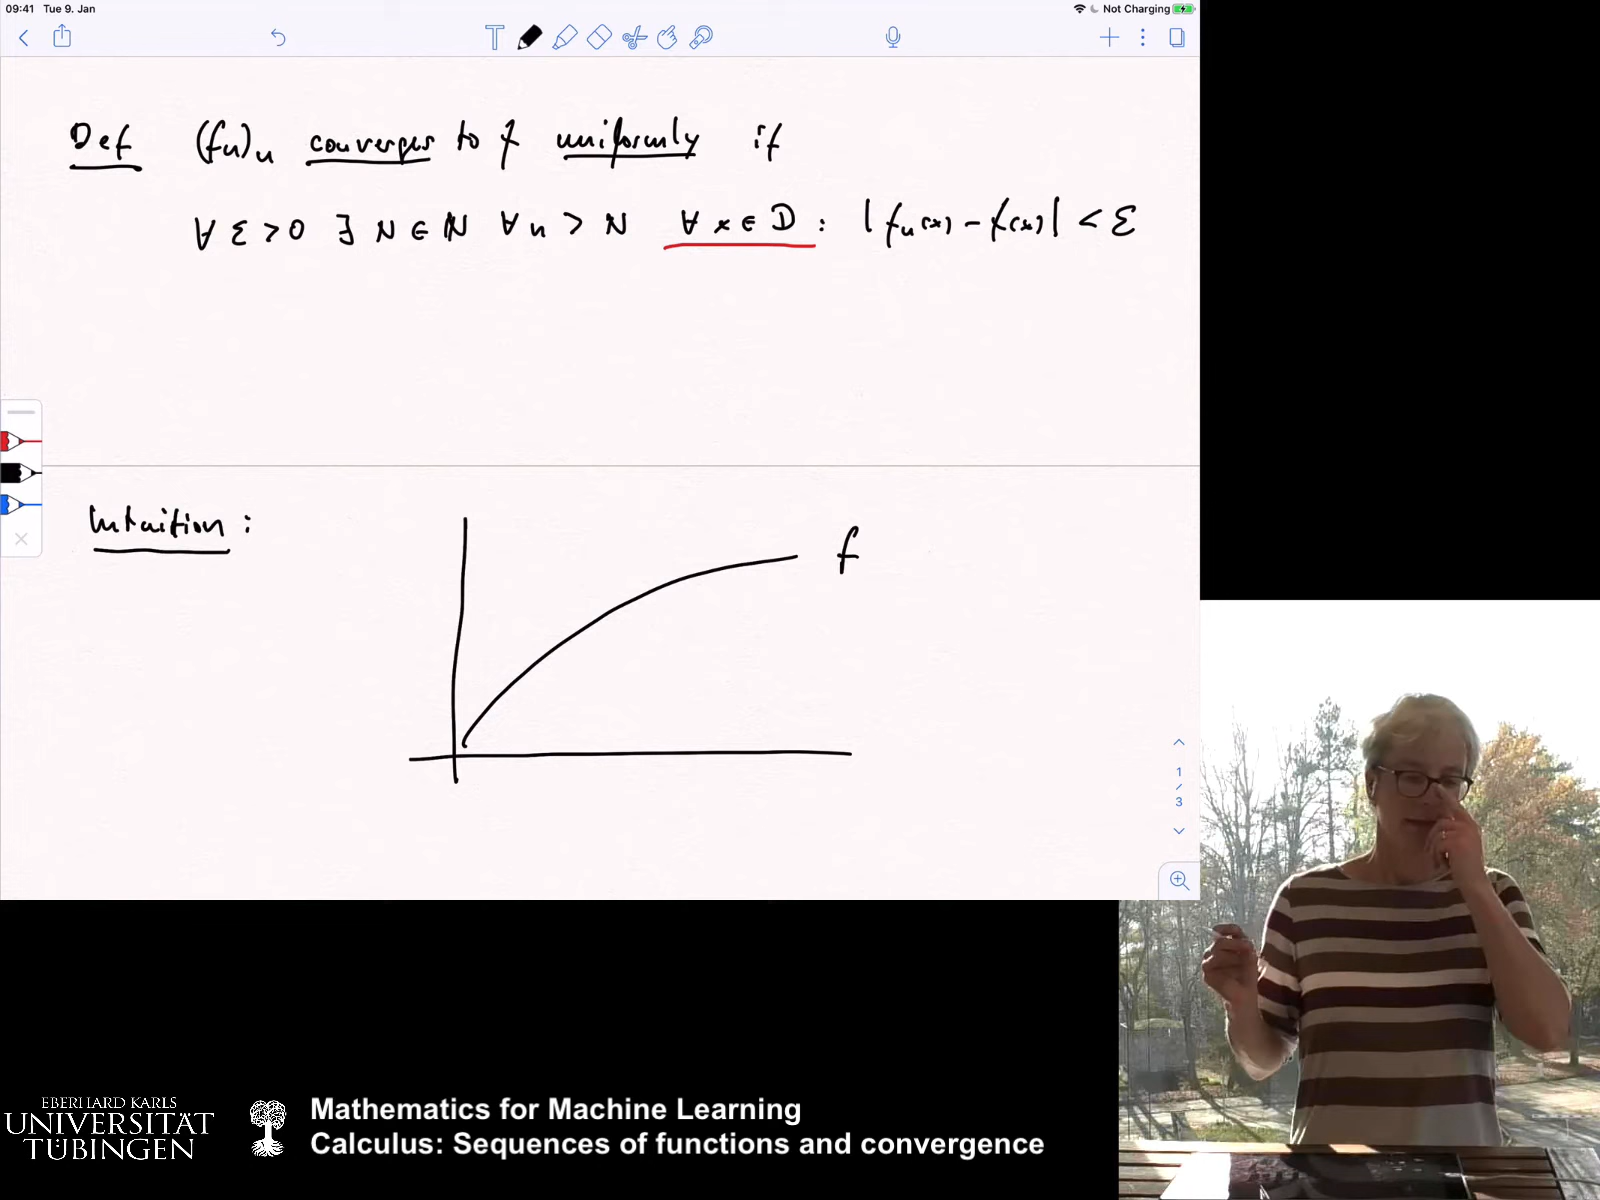 09:41 Tue 9. Jan
Not Charging
T
Def (fn)n converges to f uniformly if
∀ ε > 0 ∃ N ∈ ℕ ∀ n > N ∀ x ∈ D : | fn(x) - f(x) | < ε
Intuition :
f
1
/
3
EBERHARD KARLS
UNIVERSITÄT
TÜBINGEN
Mathematics for Machine Learning
Calculus: Sequences of functions and convergence